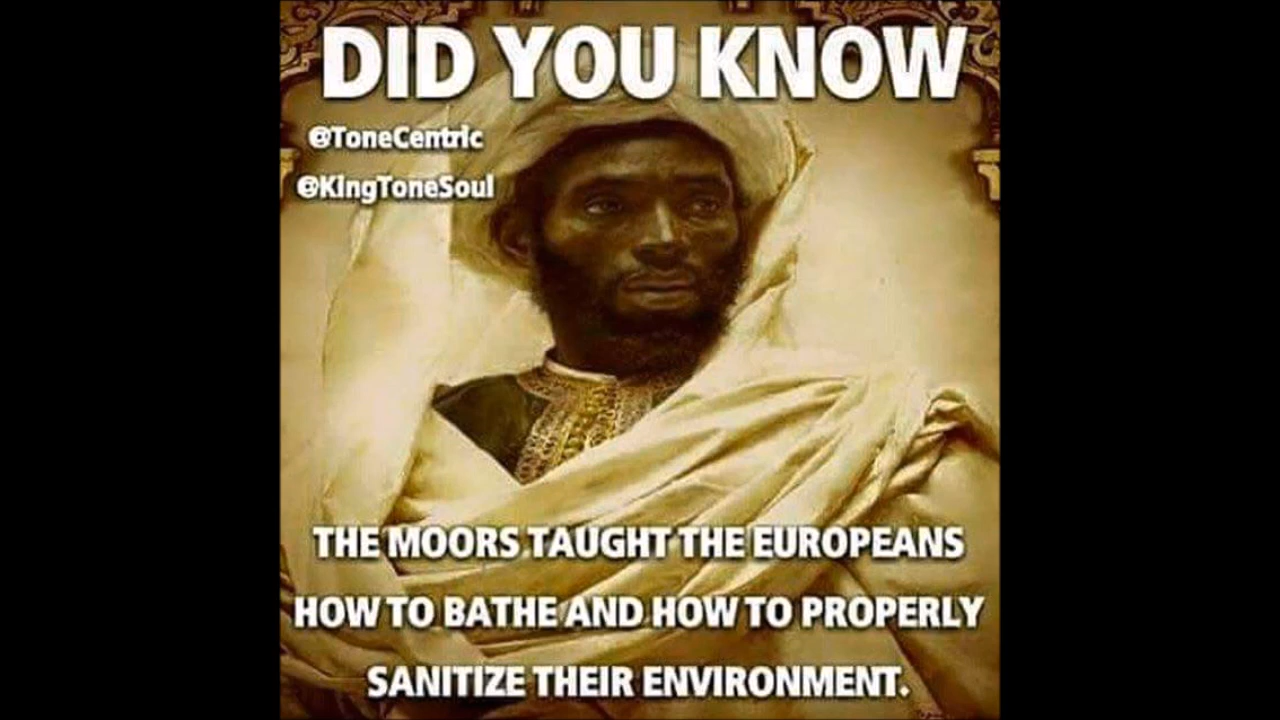 DID YOU KNOW
@ToneCentric
@KingToneSoul
THE MOORS TAUGHT THE EUROPEANS
HOW TO BATHE AND HOW TO PROPERLY
SANITIZE THEIR ENVIRONMENT.